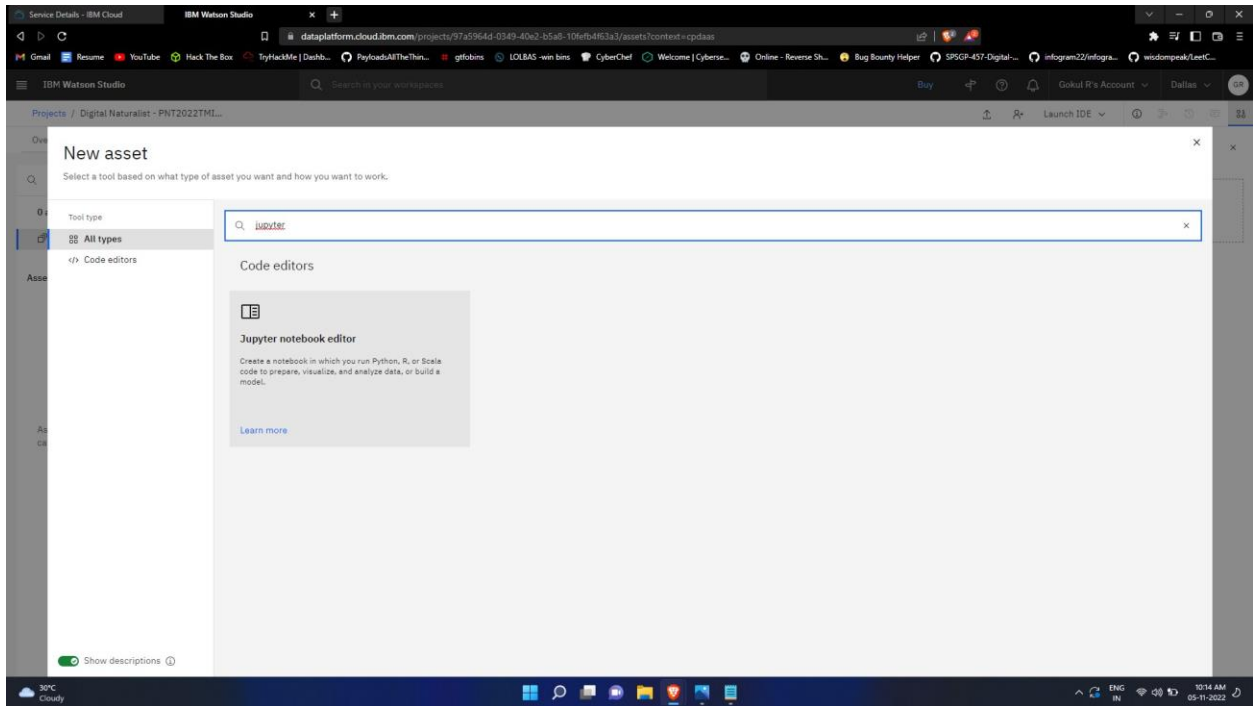 Service Details - IBM Cloud
IBM Watson Studio
dataplatform.cloud.ibm.com/projects/97a5964d-0349-40e2-b5a8-10fefb4f63a3/assets?context=cpdaas
Gmail Resume YouTube Hack The Box TryHackMe | Dashb... PayloadsAllTheThin... gtfobins LOLBAS -win bins CyberChef Welcome | Cyberse... Online - Reverse Sh... Bug Bounty Helper SPSGP-457-Digital-... infogram22/infogra... wisdompeak/LeetC...
IBM Watson Studio Search in your workspaces Buy Gokul R's Account Dallas GR
Projects / Digital Naturalist - PNT2022TMI... Launch IDE
Ove
New asset
Select a tool based on what type of asset you want and how you want to work.
Tool type
jupyter
All types
Code editors
Asse
Code editors
Jupyter notebook editor
Create a notebook in which you run Python, R, or Scala
code to prepare, visualize, and analyze data, or build a
model.
Learn more
As
ca
Show descriptions
30°C
Cloudy
ENG
IN
10:14 AM
05-11-2022